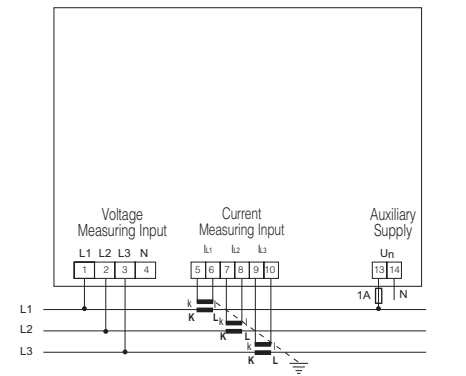 Voltage Current Auxiliary
Measuring Input Measuring Input Supply
L1 L2 L3 N IL1 IL2 IL3 Un
1 2 3 4 5 6 7 8 9 10 13 14
1A N
L1 k l
K L
L2 k l
K L
L3 k l
K L